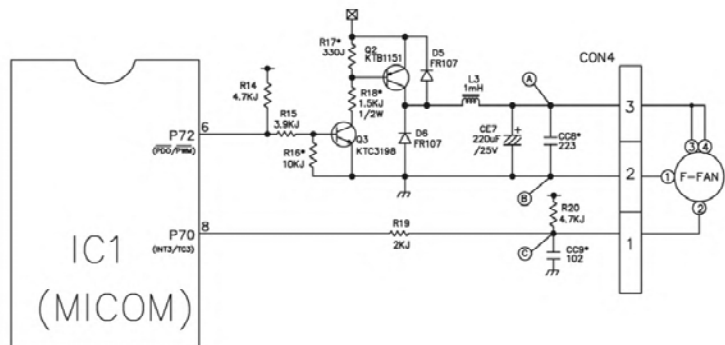 R17*
330J
Q2
KTB1151
D5
FR107
R14
4.7KJ
R18*
1.5KJ
1/2W
L3
1mH
A
CON4
R15
3.9KJ
6
P72
(PDO/PWM)
Q3
KTC3198
R16*
10KJ
D6
FR107
CE7
220uF
/25V
+
CC8*
223
3
3
4
2
1
F-FAN
B
2
R20
4.7KJ
8
P70
(INT3/TC3)
R19
2KJ
C
CC9*
102
1
IC1
(MICOM)